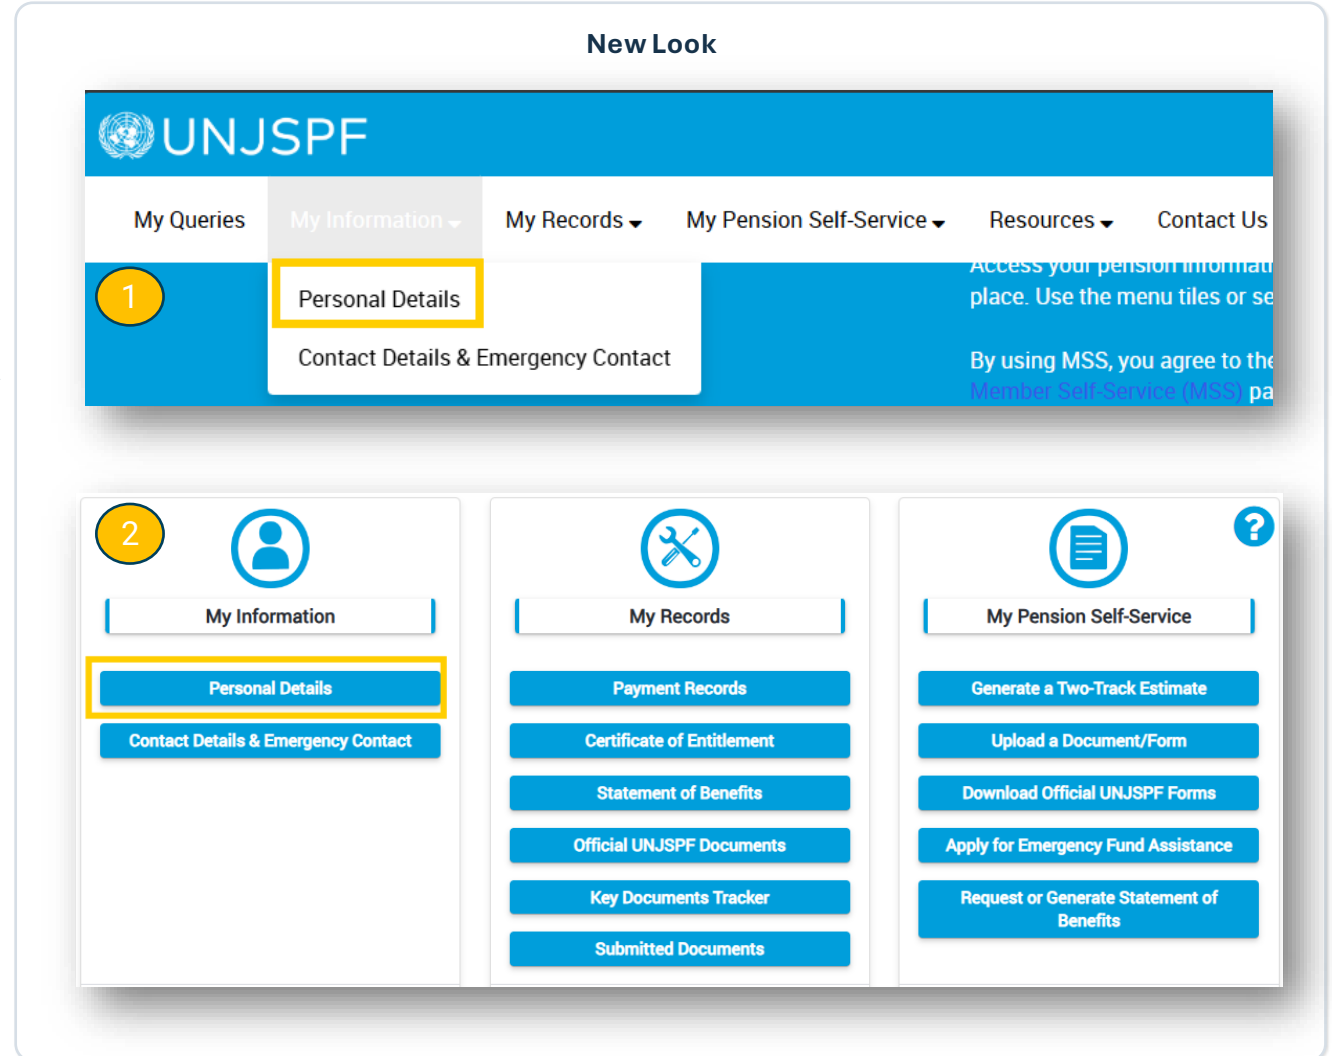 New Look
UNJSPF
My Queries My Information My Records My Pension Self-Service Resources Contact Us
1
Personal Details
Contact Details & Emergency Contact
Access your pension informati
place. Use the menu tiles or se
By using MSS, you agree to the
Member Self-Service (MSS) pa
2
?
My Information
Personal Details
Contact Details & Emergency Contact
My Records
Payment Records
Certificate of Entitlement
Statement of Benefits
Official UNJSPF Documents
Key Documents Tracker
Submitted Documents
My Pension Self-Service
Generate a Two-Track Estimate
Upload a Document/Form
Download Official UNJSPF Forms
Apply for Emergency Fund Assistance
Request or Generate Statement of
Benefits